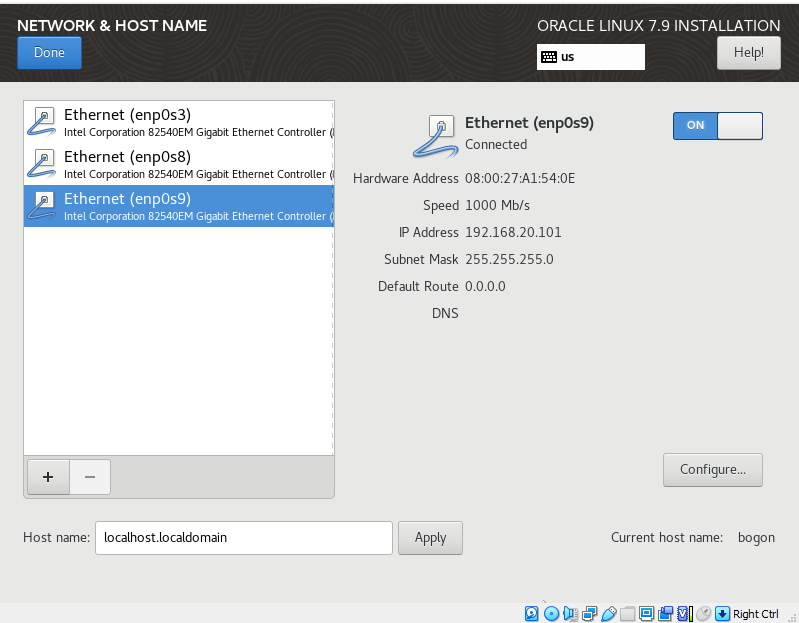 NETWORK & HOST NAME
ORACLE LINUX 7.9 INSTALLATION
Done
us
Help!
Ethernet (enp0s3)
Intel Corporation 82540EM Gigabit Ethernet Controller (
Ethernet (enp0s8)
Intel Corporation 82540EM Gigabit Ethernet Controller (
Ethernet (enp0s9)
Intel Corporation 82540EM Gigabit Ethernet Controller (
Ethernet (enp0s9)
Connected
ON
Hardware Address 08:00:27:A1:54:0E
Speed 1000 Mb/s
IP Address 192.168.20.101
Subnet Mask 255.255.255.0
Default Route 0.0.0.0
DNS
+ −
Configure...
Host name: localhost.localdomain Apply
Current host name: bogon
Right Ctrl